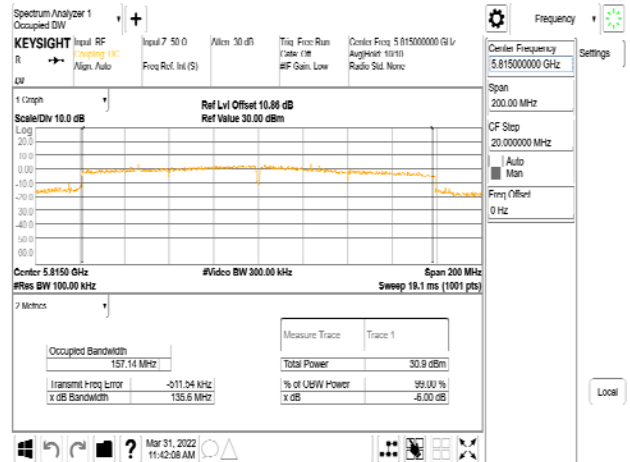 Spectrum Analyzer 1
Occupied BW
Frequency
KEYSIGHT
Input RF
Coupling: DC
Align. Auto
Input Z 50 0
Freq Ref. Int (S)
Atten 30 dB
Trig Free Run
Gate: Off
#IF Gain. Low
Center Freq 5.815000000 GHz
Avg|Hold: 10/10
Radio Std. None
R
Center Frequency
5.815000000 GHz
Settings
Span
200.00 MHz
CF Step
20.000000 MHz
Auto
Man
Freq Offset
0 Hz
1 Graph
Scale/Div 10.0 dB
Ref Lvl Offset 10.86 dB
Ref Value 30.00 dBm
Log
20.0
10.0
0.00
-10.0
-20.0
30.0
-40.0
50.0
60.0
Center 5.8150 GHz
#Res BW 100.00 kHz
#Video BW 300.00 kHz
Span 200 MHz
Sweep 19.1 ms (1001 pts)
2 Metrics
Measure Trace
Trace 1
Occupied Bandwidth
157.14 MHz
Total Power
30.9 dBm
Transmit Freq Error
-511.54 kHz
% of OBW Power
99.00 %
x dB Bandwidth
135.6 MHz
x dB
-6.00 dB
Local
?
Mar 31, 2022
11:42:08 AM